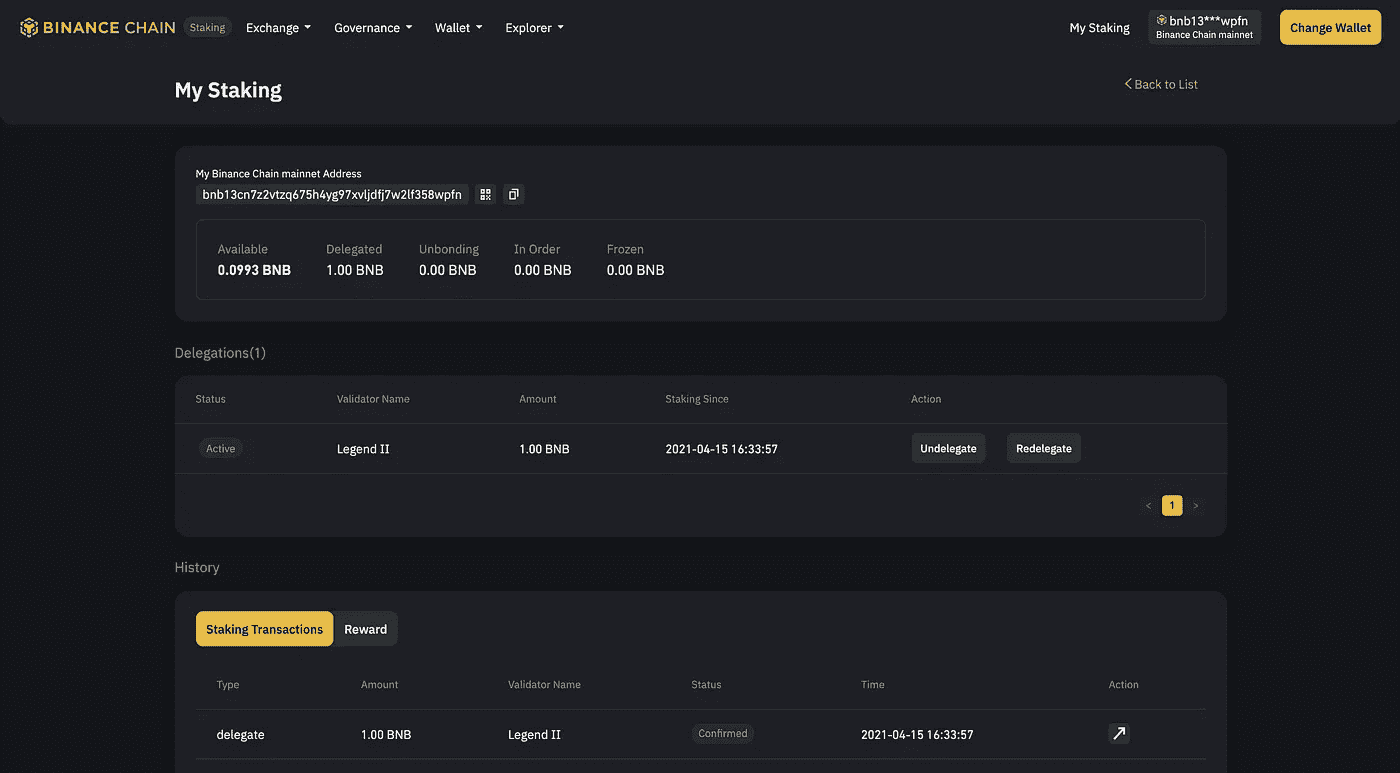 BINANCE CHAIN Staking Exchange Governance Wallet Explorer My Staking bnb13***wpfn Change Wallet
Binance Chain mainnet
My Staking
Back to List
My Binance Chain mainnet Address
bnb13cn7z2vtzq675h4yg97xvljdfj7w2lf358wpfn
Available Delegated Unbonding In Order Frozen
0.0993 BNB 1.00 BNB 0.00 BNB 0.00 BNB 0.00 BNB
Delegations(1)
Status Validator Name Amount Staking Since Action
Active Legend II 1.00 BNB 2021-04-15 16:33:57 Undelegate Redelegate
< 1 >
History
Staking Transactions Reward
Type Amount Validator Name Status Time Action
delegate 1.00 BNB Legend II Confirmed 2021-04-15 16:33:57